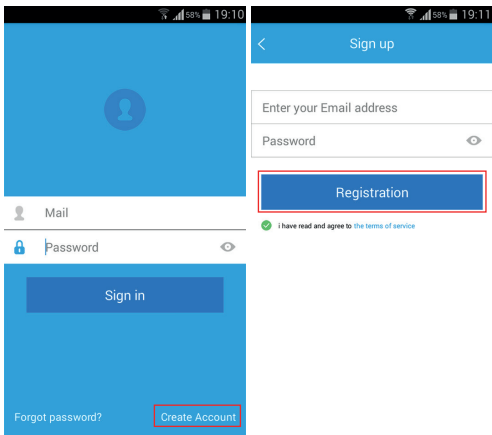 58% 19:10
Mail
Password
Sign in
Forgot password? Create Account
58% 19:11
Sign up
Enter your Email address
Password
Registration
i have read and agree to the terms of service